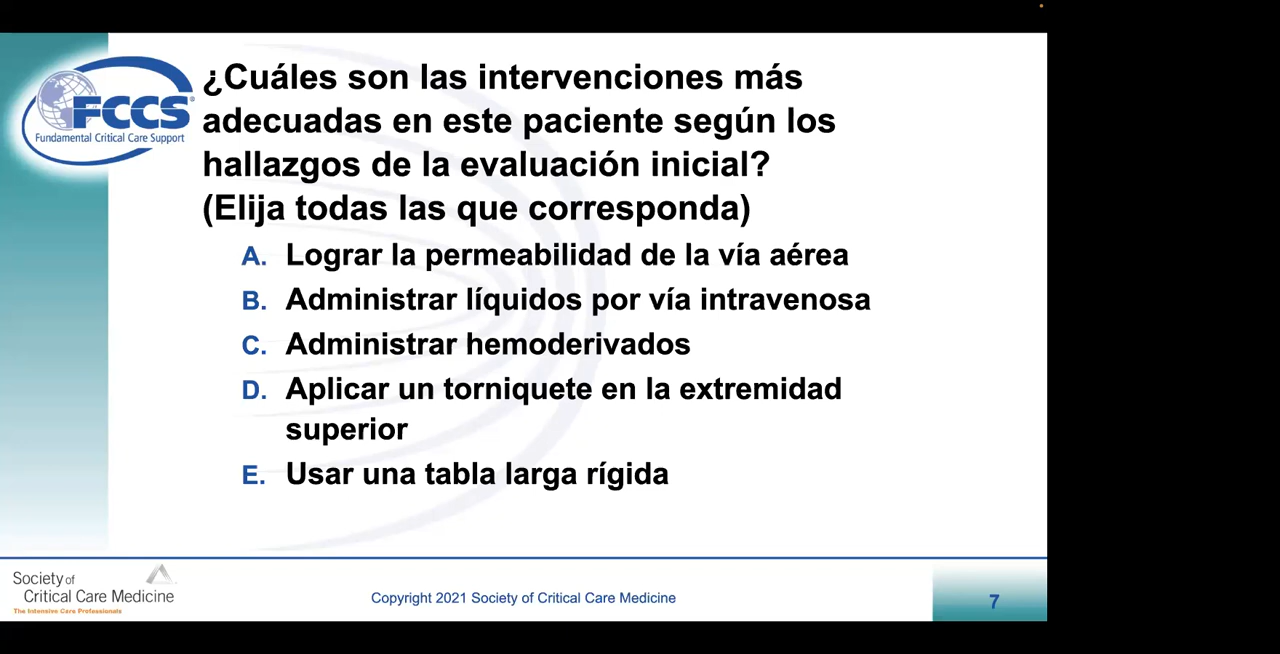 ¿Cuáles son las intervenciones más
adecuadas en este paciente según los
hallazgos de la evaluación inicial?
(Elija todas las que corresponda)
FCCS®
Fundamental Critical Care Support
A. Lograr la permeabilidad de la vía aérea
B. Administrar líquidos por vía intravenosa
C. Administrar hemoderivados
D. Aplicar un torniquete en la extremidad
superior
E. Usar una tabla larga rígida
Society of
Critical Care Medicine
The Intensive Care Professionals
Copyright 2021 Society of Critical Care Medicine
7